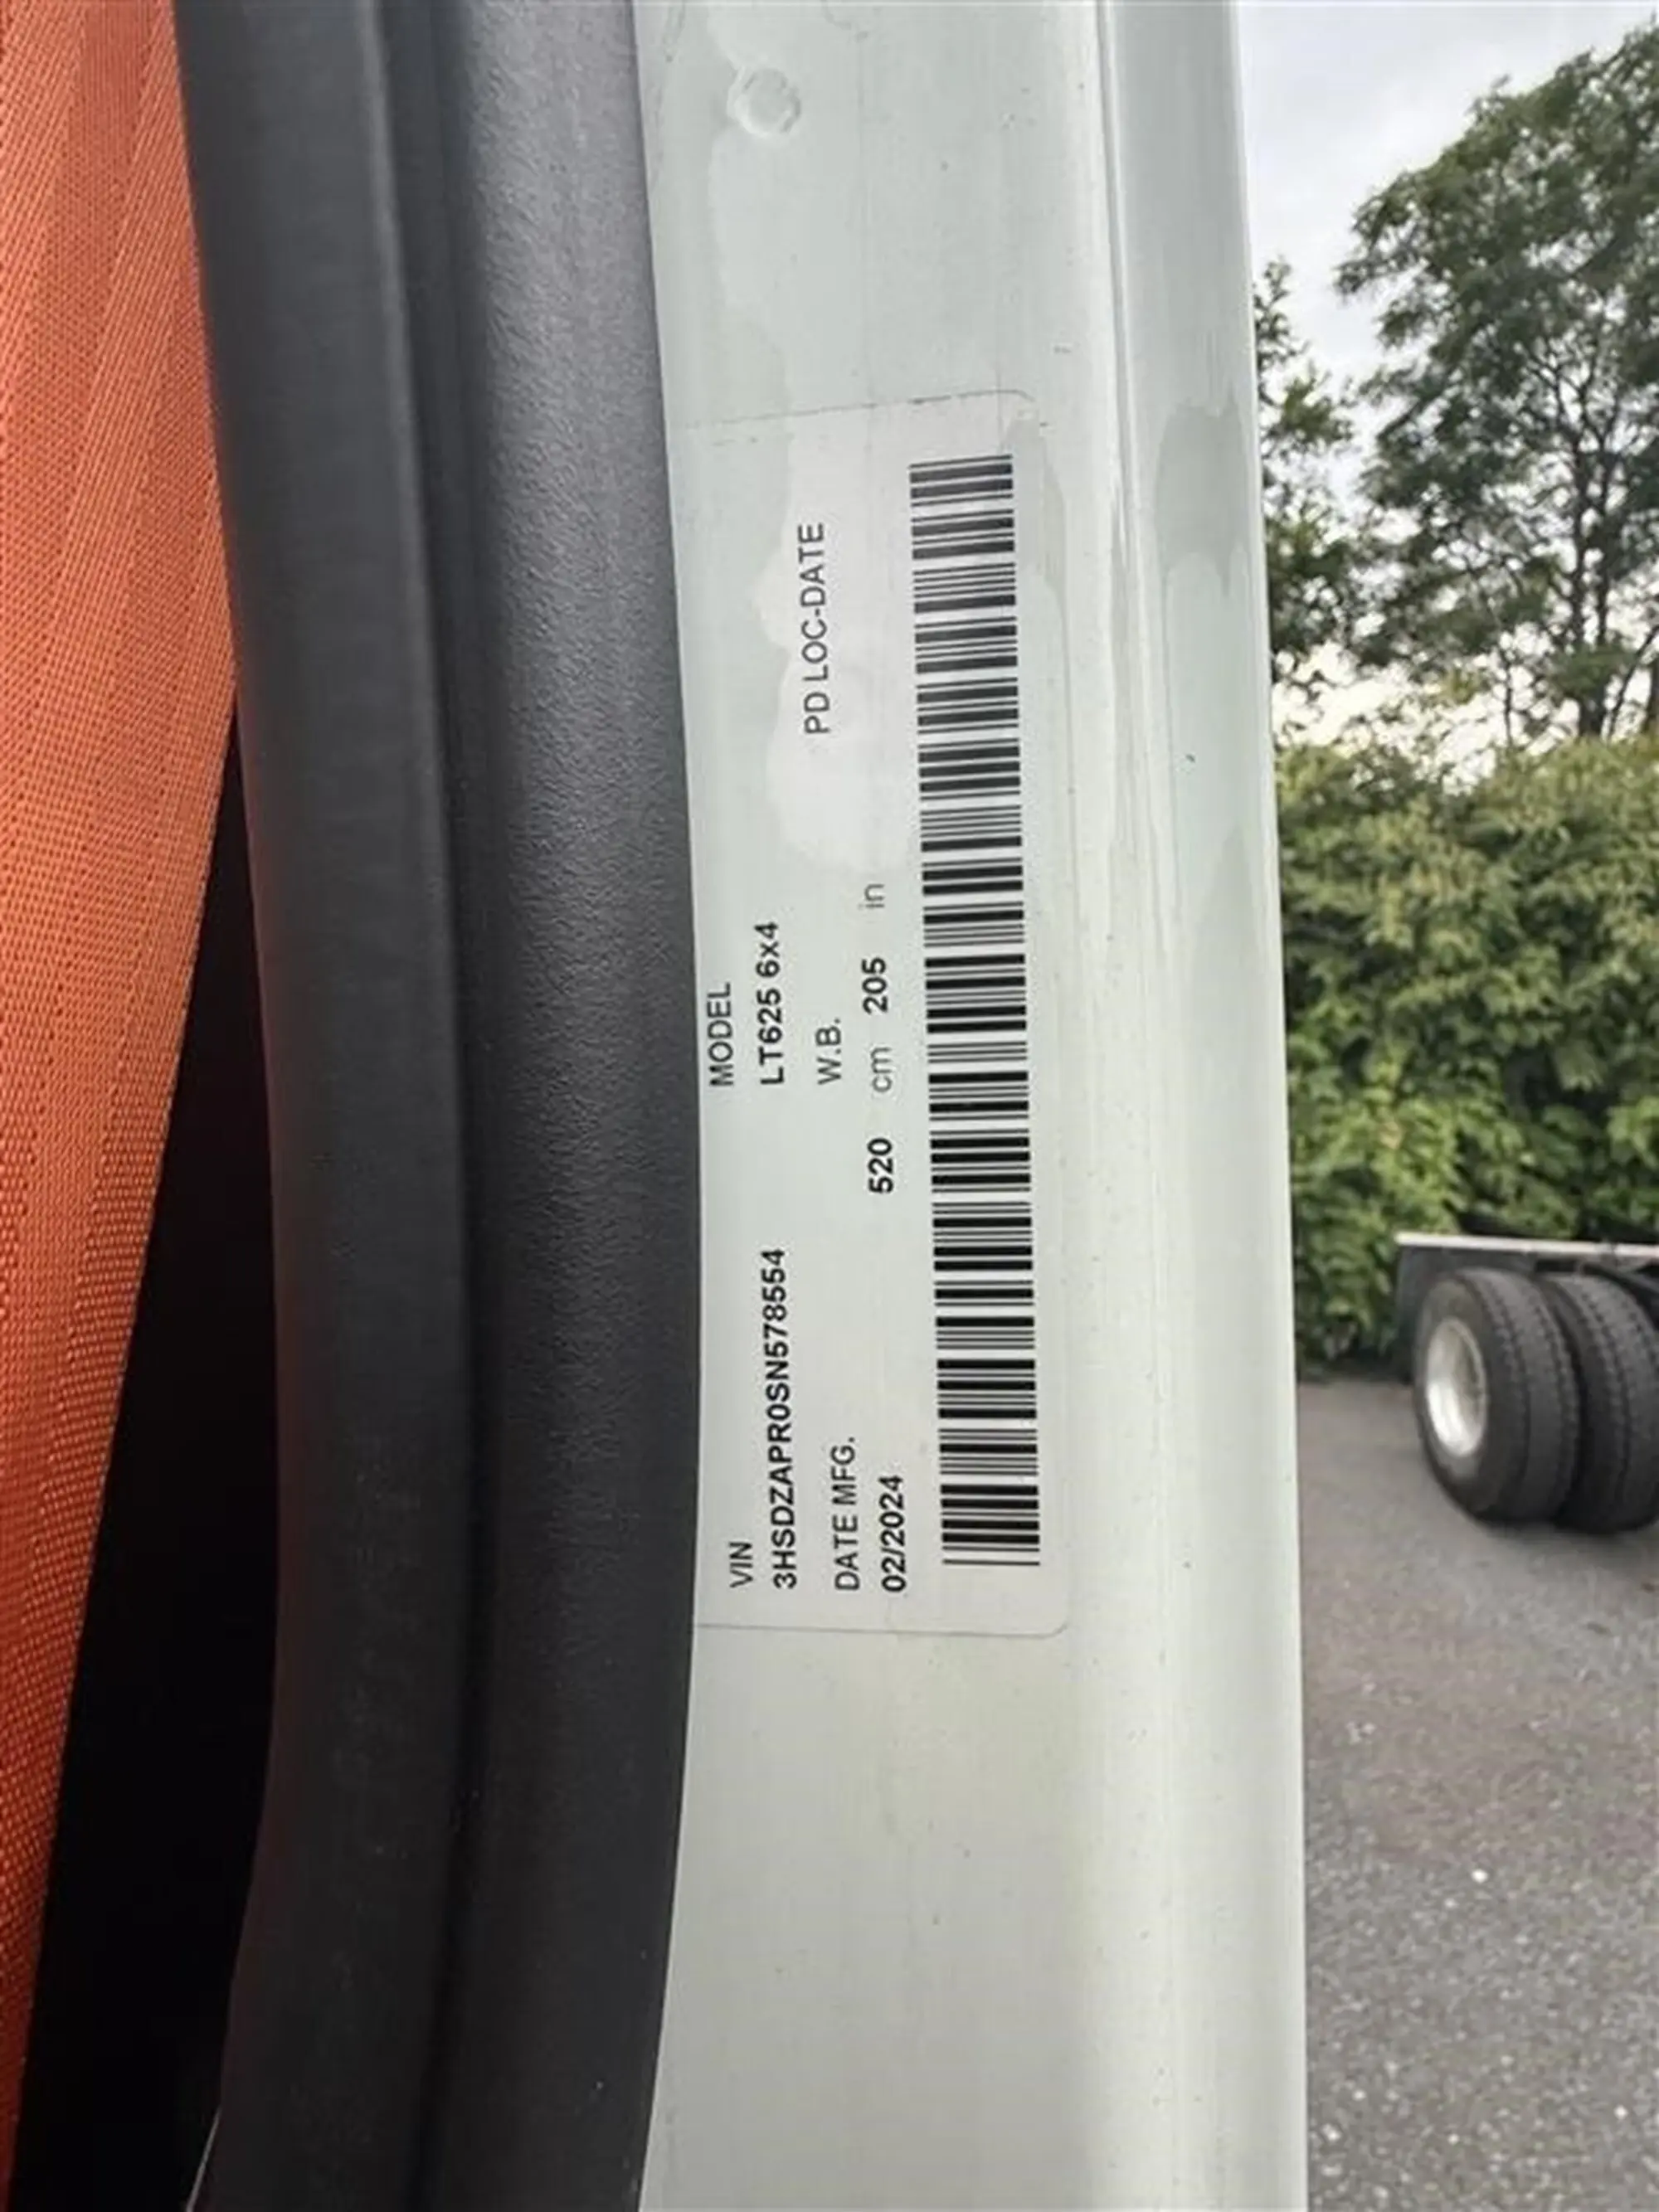 VIN MODEL
3HSDZAPR0SN578554 LT625 6x4
DATE MFG. W.B. PD LOC-DATE
02/2024 520 cm 205 in